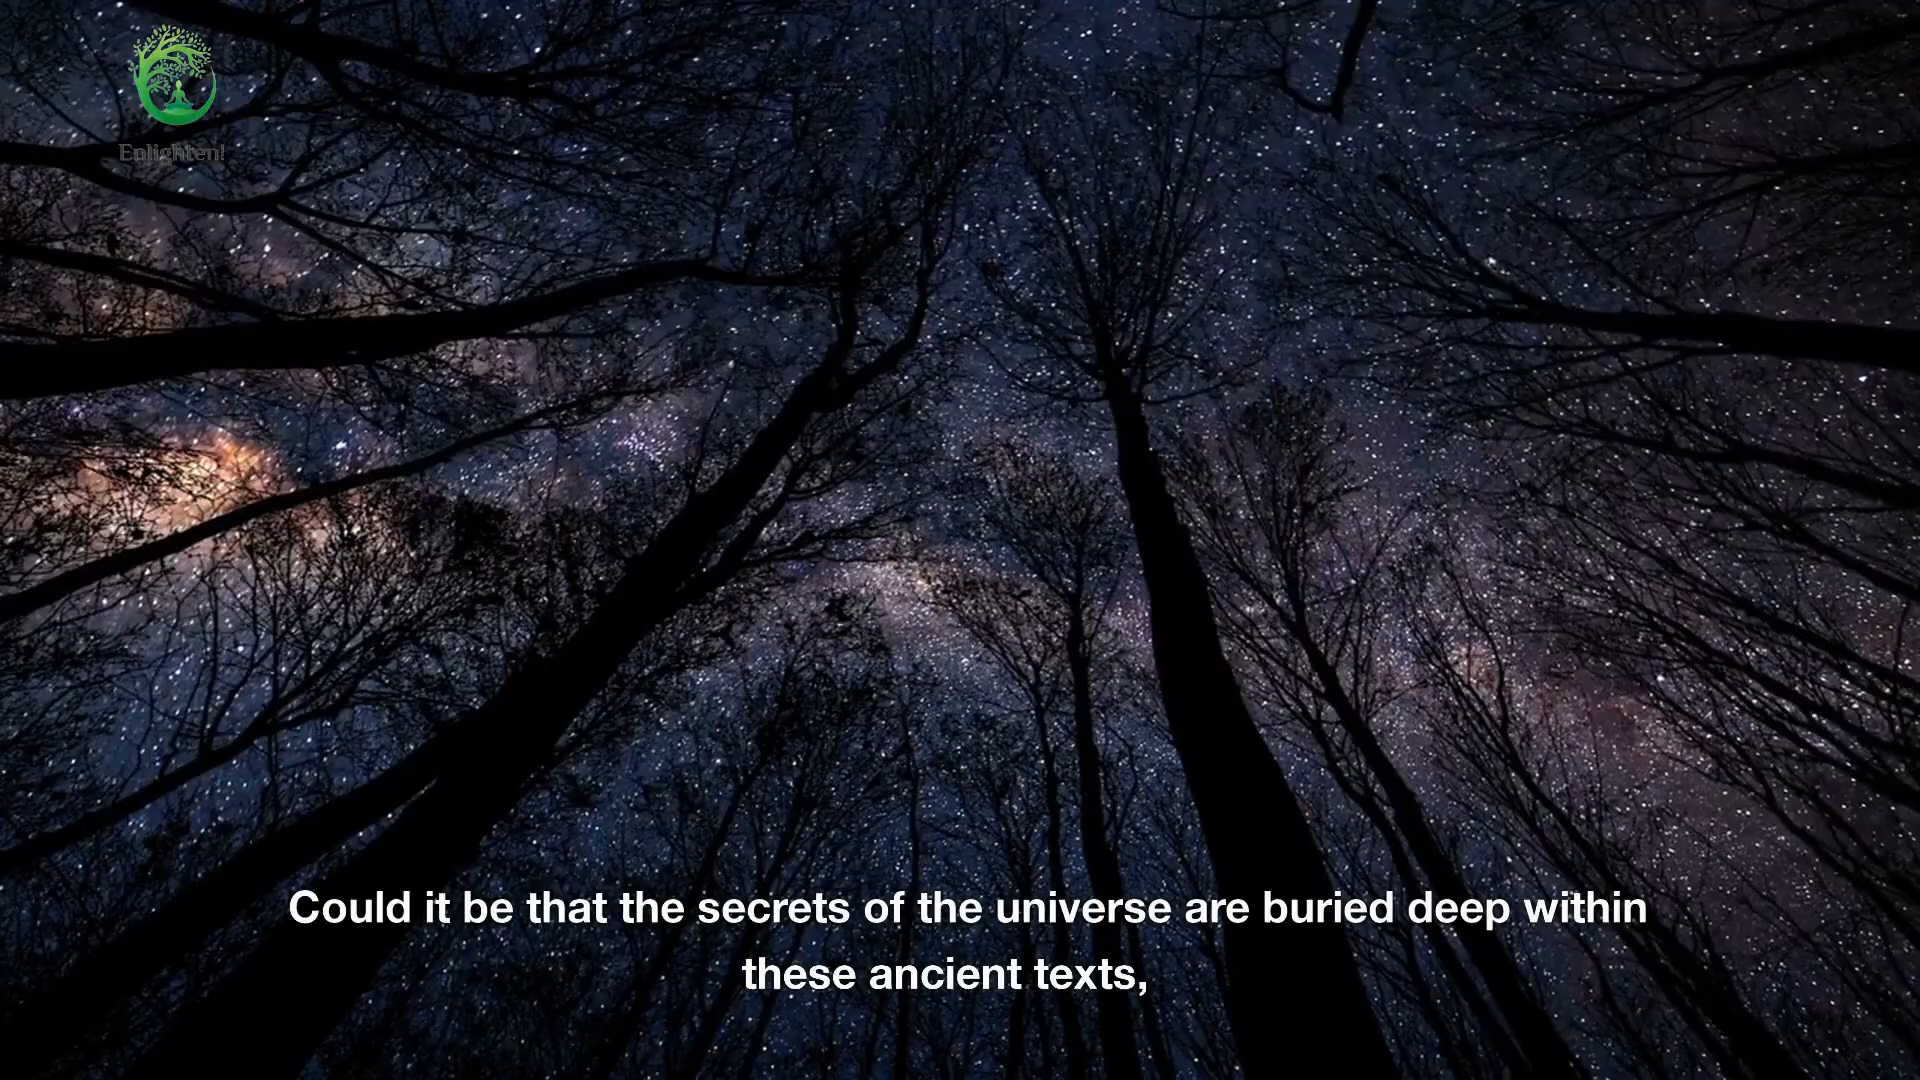 Enlighten!
Could it be that the secrets of the universe are buried deep within
these ancient texts,